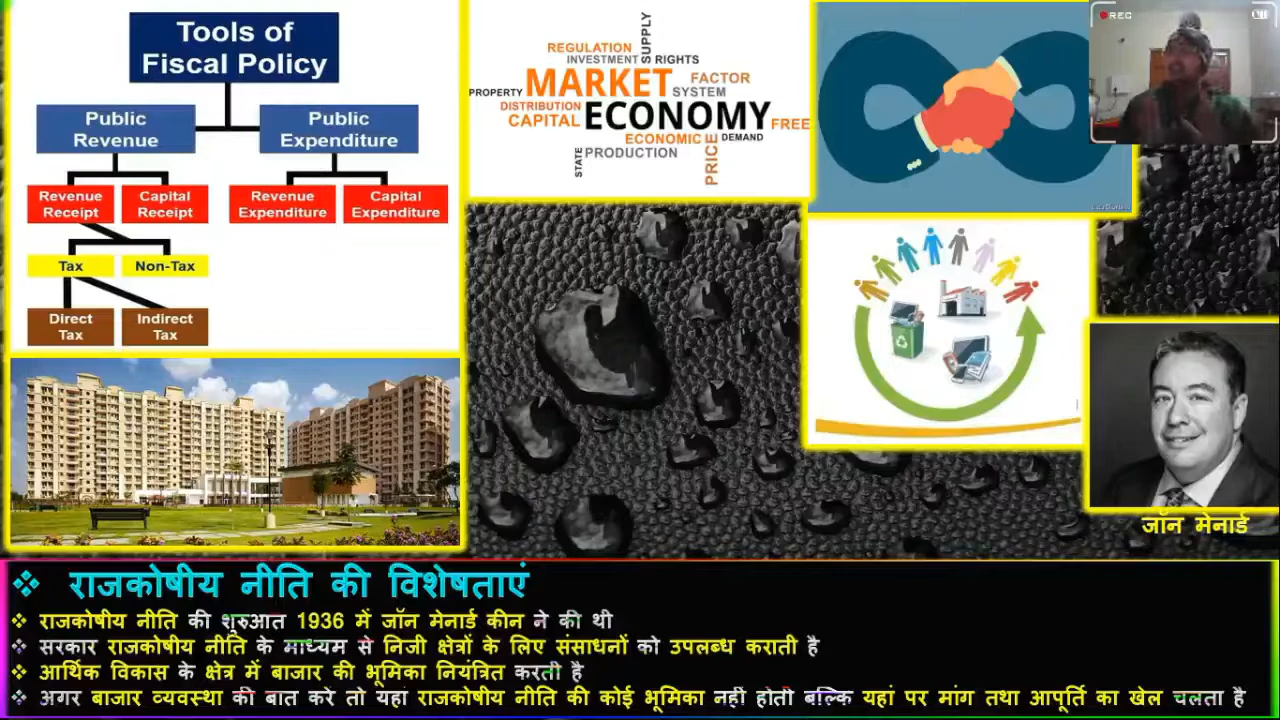 Tools of
Fiscal Policy
Public
Revenue
Public
Expenditure
Revenue
Receipt
Capital
Receipt
Revenue
Expenditure
Capital
Expenditure
Tax
Non-Tax
Direct
Tax
Indirect
Tax
SUPPLY
REGULATION
INVESTMENT
RIGHTS
MARKET
FACTOR
PROPERTY
SYSTEM
DISTRIBUTION
ECONOMY
CAPITAL
FREE
ECONOMIC
DEMAND
STATE
PRODUCTION
PRICE
REC
जॉन मेनार्ड
❖ राजकोषीय नीति की विशेषताएं
❖ राजकोषीय नीति की शुरुआत 1936 में जॉन मेनार्ड कीन ने की थी
❖ सरकार राजकोषीय नीति के माध्यम से निजी क्षेत्रों के लिए संसाधनों को उपलब्ध कराती है
❖ आर्थिक विकास के क्षेत्र में बाजार की भूमिका नियंत्रित करती है
❖ अगर बाजार व्यवस्था की बात करे तो यहां राजकोषीय नीति की कोई भूमिका नहीं होती बल्कि यहां पर मांग तथा आपूर्ति का खेल चलता है